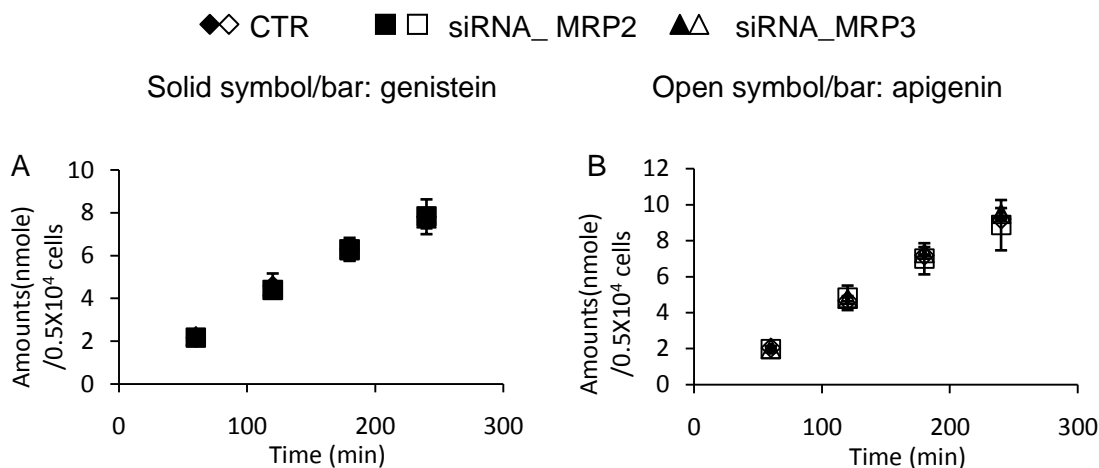 CTR siRNA_ MRP2 siRNA_MRP3
Solid symbol/bar: genistein Open symbol/bar: apigenin
A
Amounts(nmole)
/0.5X10⁴ cells
10
8
6
4
2
0
0 100 200 300
Time (min)
B
Amounts(nmole)
/0.5X10⁴ cells
12
10
8
6
4
2
0
0 100 200 300
Time (min)